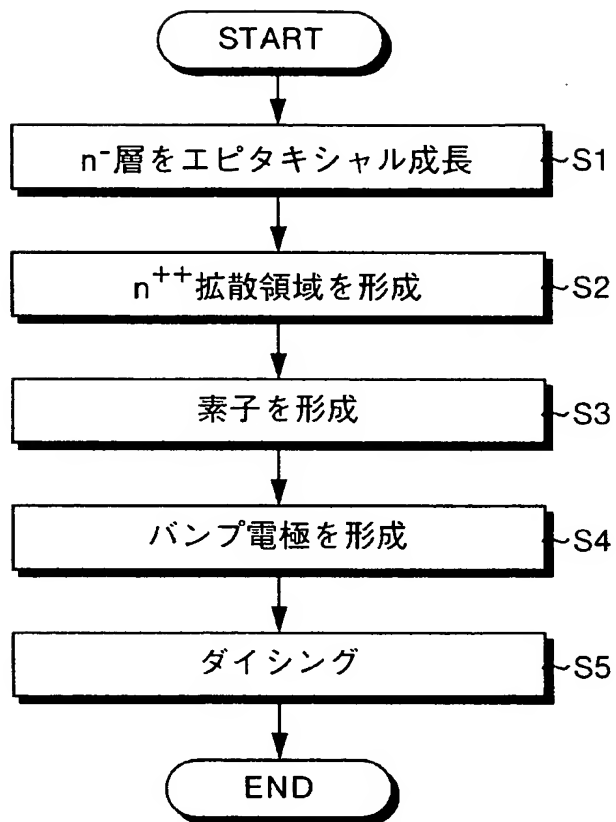 START
n⁻層をエピタキシャル成長 S1
n⁺⁺拡散領域を形成 S2
素子を形成 S3
バンプ電極を形成 S4
ダイシング S5
END